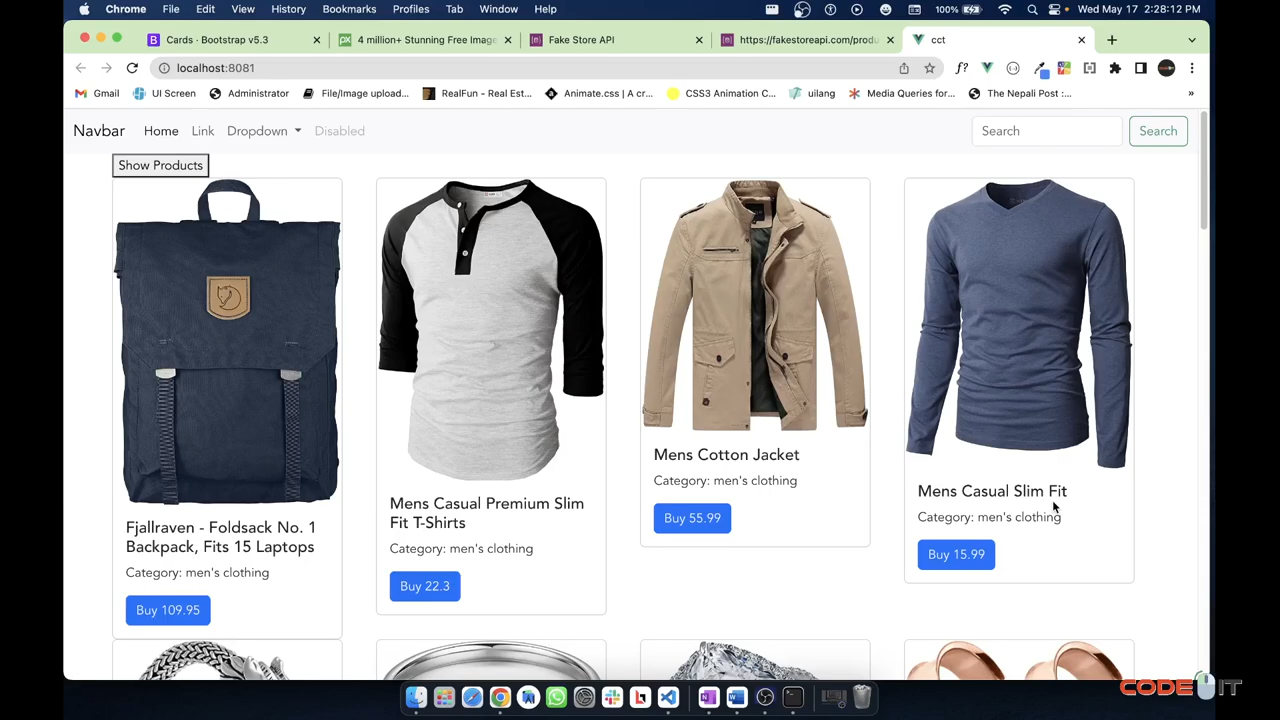 Chrome File Edit View History Bookmarks Profiles Tab Window Help 100% Wed May 17 2:28:12 PM
Cards · Bootstrap v5.3 4 million+ Stunning Free Image Fake Store API https://fakestoreapi.com/produ cct
localhost:8081
Gmail UI Screen Administrator File/Image upload... RealFun - Real Est... Animate.css | A cr... CSS3 Animation C... uilang Media Queries for... The Nepali Post :... »
Navbar Home Link Dropdown Disabled Search Search
Show Products
Fjallraven - Foldsack No. 1
Backpack, Fits 15 Laptops
Category: men's clothing
Buy 109.95
Mens Casual Premium Slim
Fit T-Shirts
Category: men's clothing
Buy 22.3
Mens Cotton Jacket
Category: men's clothing
Buy 55.99
Mens Casual Slim Fit
Category: men's clothing
Buy 15.99
CODE IT